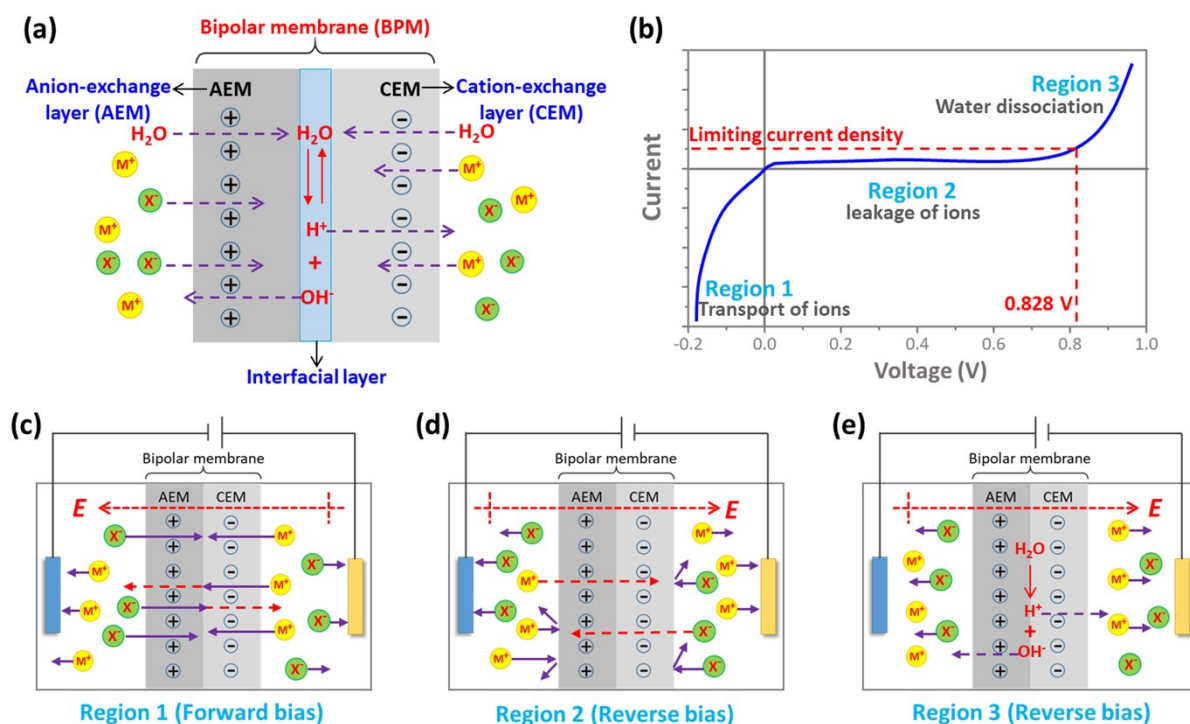 (a)
Bipolar membrane (BPM)
Anion-exchange
layer (AEM)
AEM
CEM
Cation-exchange
layer (CEM)
H₂O
H₂O
H₂O
+ + + + + + +
- - - - - - -
M⁺
M⁺
X⁻
X⁻
M⁺
M⁺
H⁺
X⁻
X⁻
M⁺
X⁻
+
M⁺
OH⁻
X⁻
Interfacial layer
(b)
Current
Region 3
Water dissociation
Limiting current density
Region 2
leakage of ions
Region 1
Transport of ions
0.828 V
-0.2 0.0 0.2 0.4 0.6 0.8 1.0
Voltage (V)
(c)
Bipolar membrane
AEM CEM
E
+ + + + + + +
- - - - - - -
X⁻ M⁺
M⁺ X⁻
M⁺
M⁺ X⁻
X⁻ M⁺
M⁺ X⁻
Region 1 (Forward bias)
(d)
Bipolar membrane
AEM CEM
E
+ + + + + + +
- - - - - - -
X⁻ M⁺
X⁻ M⁺
M⁺ X⁻
X⁻ M⁺
M⁺ X⁻
M⁺ X⁻
Region 2 (Reverse bias)
(e)
Bipolar membrane
AEM CEM
E
+ + + + + + +
- - - - - - -
X⁻ M⁺
M⁺ H₂O X⁻
X⁻ M⁺
M⁺ H⁺ X⁻
M⁺
X⁻ +
M⁺ OH⁻ X⁻
Region 3 (Reverse bias)